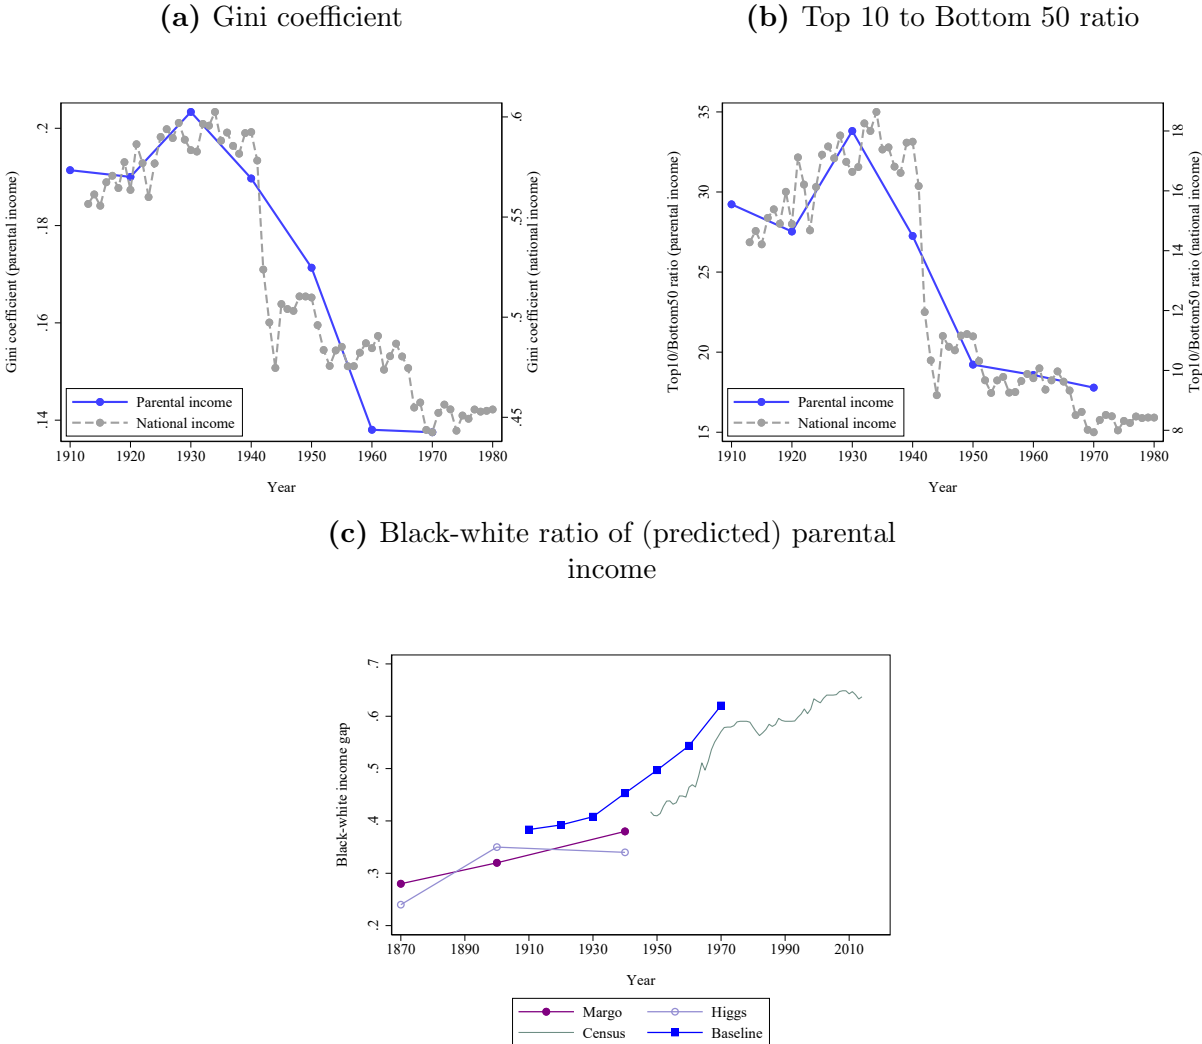 (a) Gini coefficient
Gini coefficient (parental income)
.2
.18
.16
.14
.6
.55
.5
.45
Gini coefficient (national income)
Parental income
National income
1910 1920 1930 1940 1950 1960 1970 1980
Year
(b) Top 10 to Bottom 50 ratio
Top10/Bottom50 ratio (parental income)
35
30
25
20
15
18
16
14
12
10
8
Top10/Bottom50 ratio (national income)
Parental income
National income
1910 1920 1930 1940 1950 1960 1970 1980
Year
(c) Black-white ratio of (predicted) parental
income
Black-white income gap
.7
.6
.5
.4
.3
.2
1870 1890 1910 1930 1950 1970 1990 2010
Year
Margo Higgs
Census Baseline